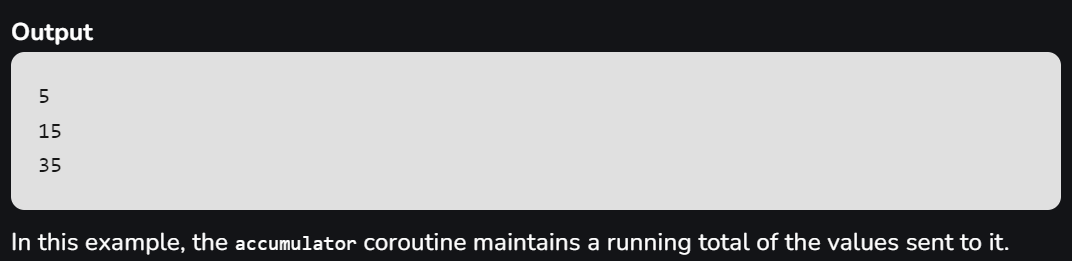 Output
5
15
35
In this example, the accumulator coroutine maintains a running total of the values sent to it.